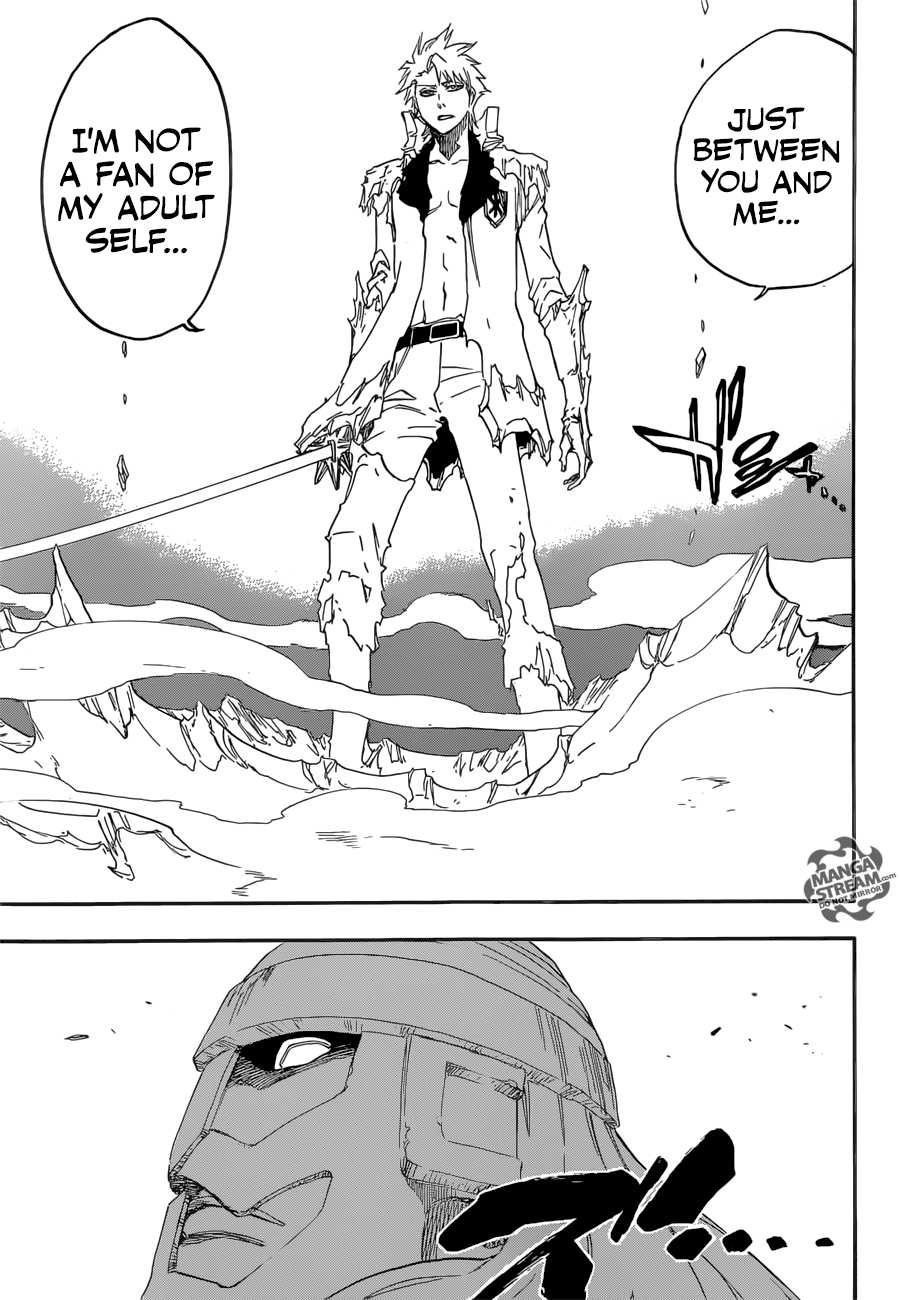 JUST
BETWEEN
YOU AND
ME...
I'M NOT
A FAN OF
MY ADULT
SELF...
MANGA
STREAM.com
DO NOT MIRROR